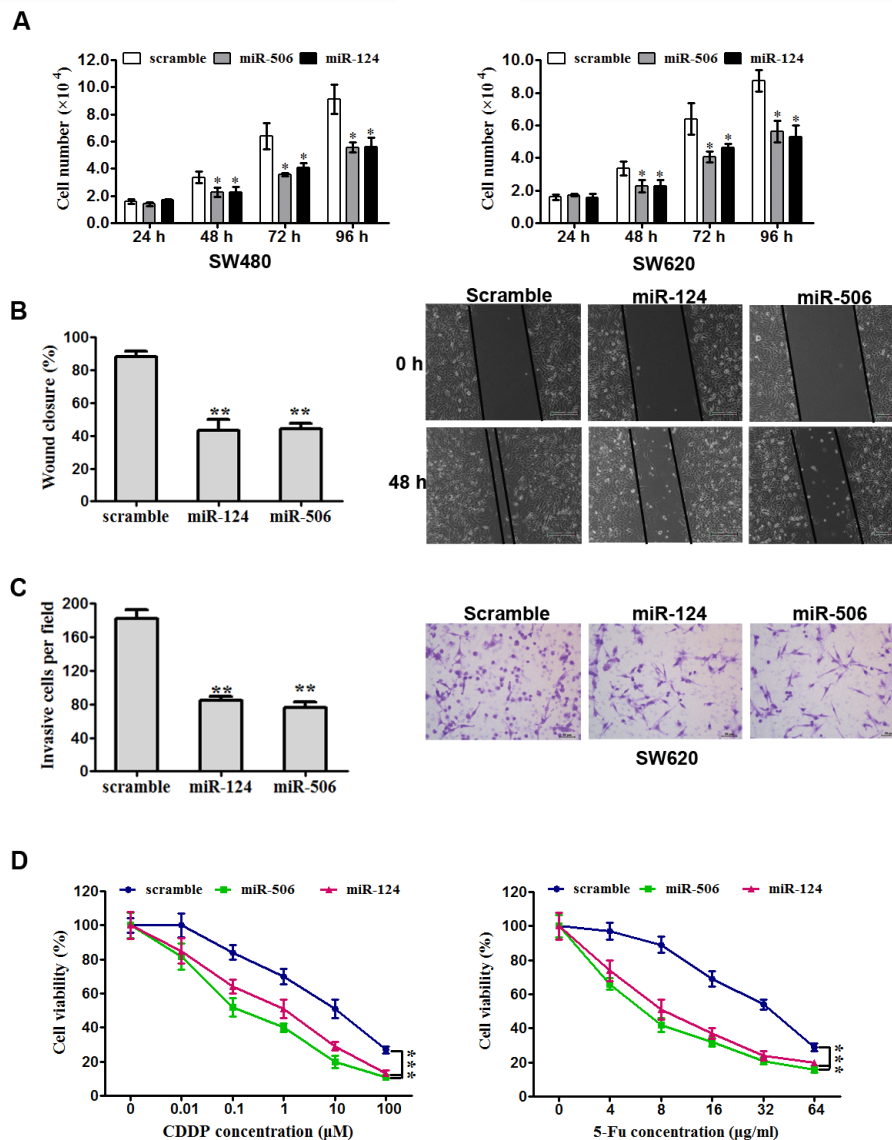 A
scramble miR-506 miR-124
Cell number (×10⁴)
12.0
10.0
8.0
6.0
4.0
2.0
0.0
* * * * * *
24 h 48 h 72 h 96 h
SW480
scramble miR-506 miR-124
Cell number (×10⁻⁴)
10.0
8.0
6.0
4.0
2.0
0.0
* * * * * *
24 h 48 h 72 h 96 h
SW620
B
Wound closure (%)
100
80
60
40
20
0
** **
scramble miR-124 miR-506
Scramble miR-124 miR-506
0 h
48 h
C
Invasive cells per field
200
160
120
80
40
0
** **
scramble miR-124 miR-506
Scramble miR-124 miR-506
SW620
D
scramble miR-506 miR-124
Cell viability (%)
120
100
80
60
40
20
0
***
0 0.01 0.1 1 10 100
CDDP concentration (μM)
scramble miR-506 miR-124
Cell viability (%)
120
100
80
60
40
20
0
***
0 4 8 16 32 64
5-Fu concentration (μg/ml)